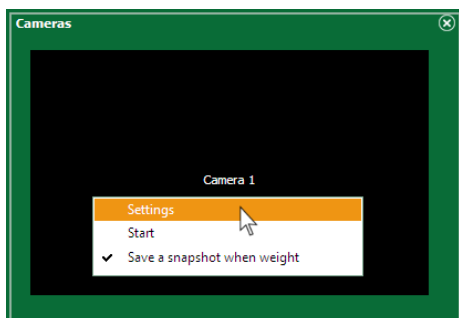 Cameras
Camera 1
Settings
Start
Save a snapshot when weight